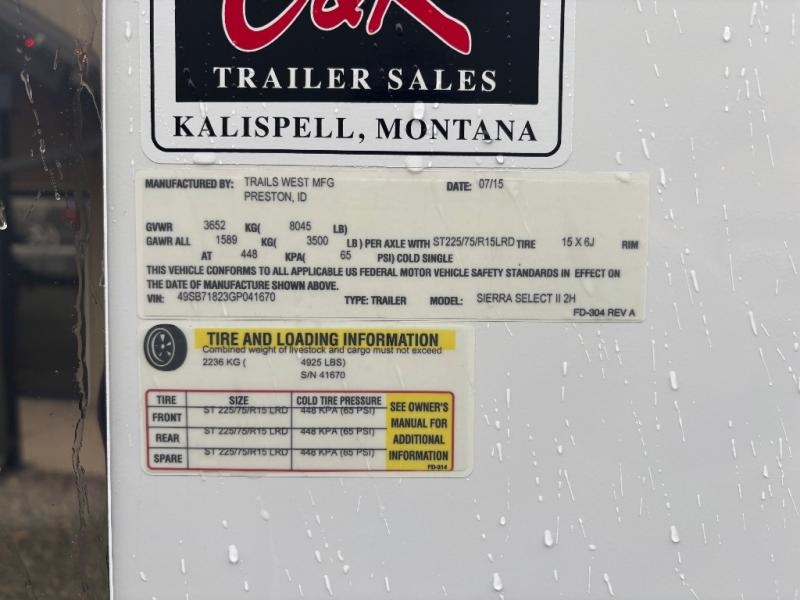 C&R
TRAILER SALES
KALISPELL, MONTANA
MANUFACTURED BY: TRAILS WEST MFG DATE: 07/15
PRESTON, ID
GVWR 3652 KG( 8045 LB)
GAWR ALL 1589 KG( 3500 LB) PER AXLE WITH ST225/75/R15LRD TIRE 15 X 6J RIM
AT 448 KPA( 65 PSI) COLD SINGLE
THIS VEHICLE CONFORMS TO ALL APPLICABLE US FEDERAL MOTOR VEHICLE SAFETY STANDARDS IN EFFECT ON
THE DATE OF MANUFACTURE SHOWN ABOVE.
VIN: 49SB71823GP041670 TYPE: TRAILER MODEL: SIERRA SELECT II 2H
FD-304 REV A
TIRE AND LOADING INFORMATION
Combined weight of livestock and cargo must not exceed
2236 KG ( 4925 LBS)
S/N 41670
TIRE SIZE COLD TIRE PRESSURE
FRONT ST 225/75/R15 LRD 448 KPA (65 PSI)
REAR ST 225/75/R15 LRD 448 KPA (65 PSI)
SPARE ST 225/75/R15 LRD 448 KPA (65 PSI)
SEE OWNER'S
MANUAL FOR
ADDITIONAL
INFORMATION
FD-314